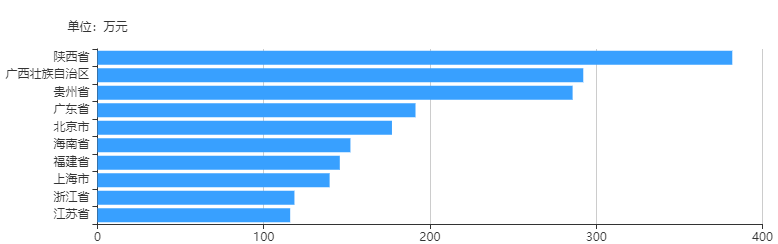 单位：万元
陕西省
广西壮族自治区
贵州省
广东省
北京市
海南省
福建省
上海市
浙江省
江苏省
0 100 200 300 400